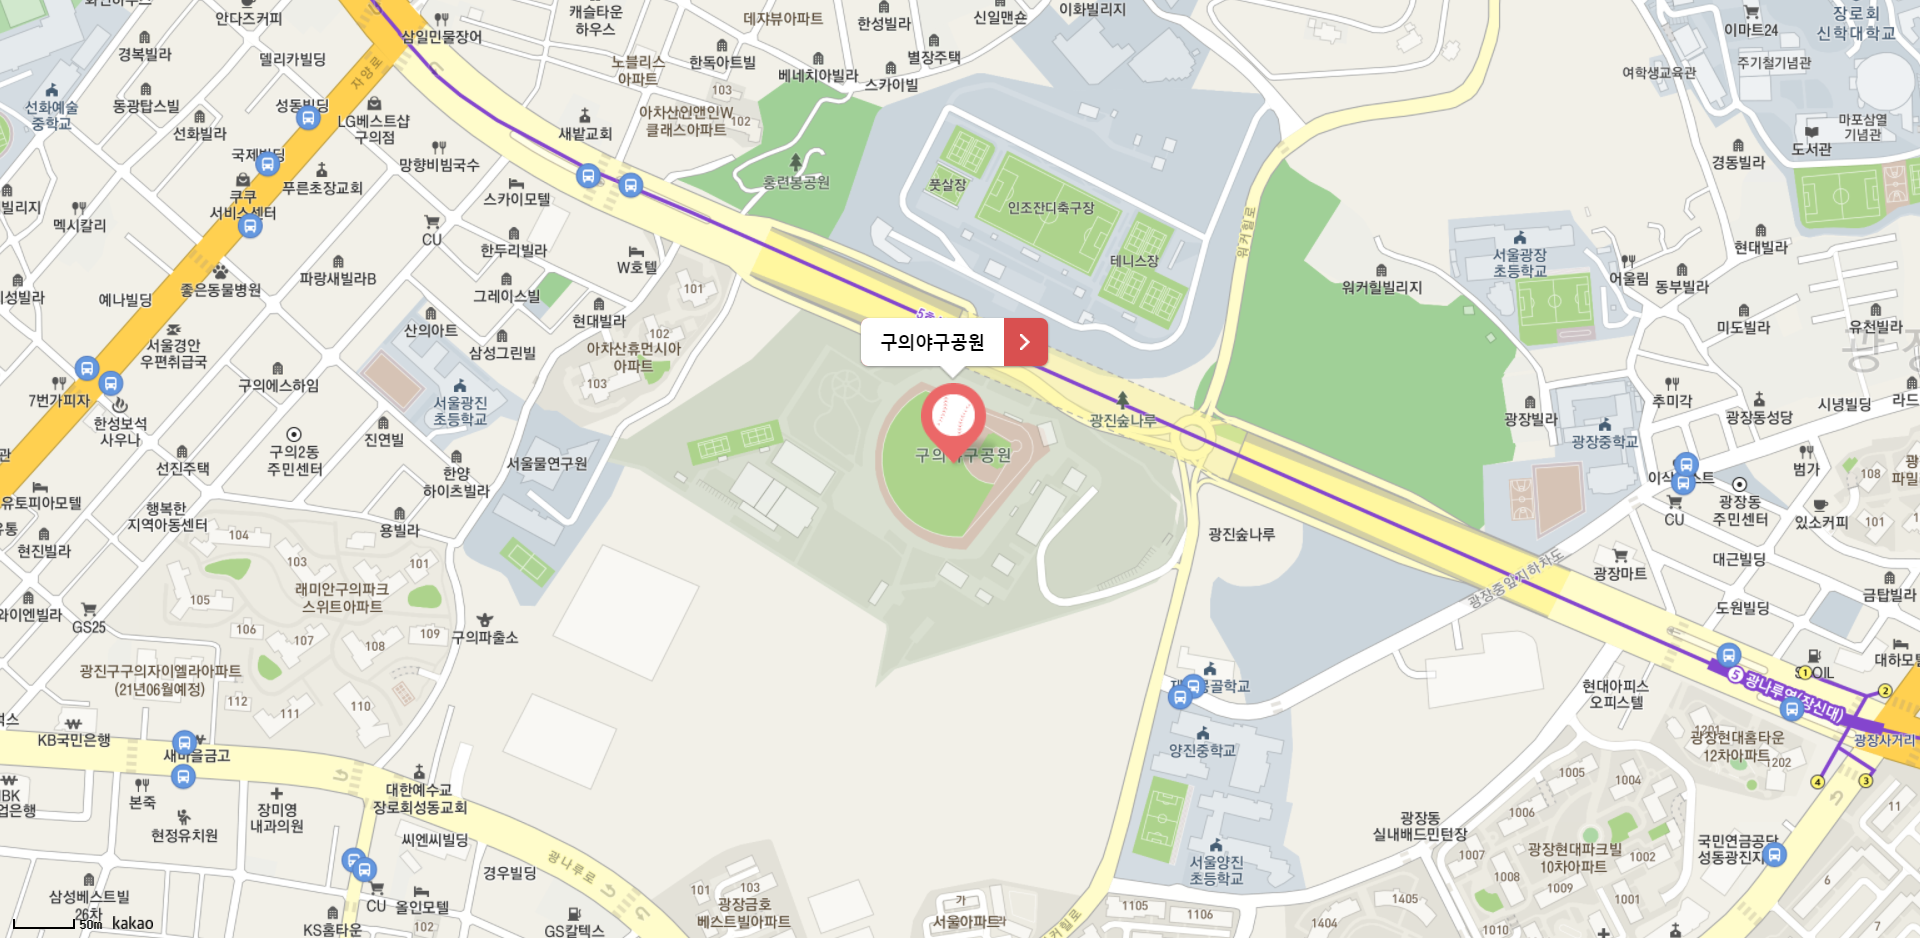 안다즈커피
삼일민물장어
캐슬타운
하우스
데자뷰아파트
한성빌라
신일맨숀
이화빌리지
이마트24
장로회
신학대학교
경복빌라
델리카빌딩
자양로
노블리스
아파트
한독아트빌
베네치아빌라
별장주택
스카이빌
여학생교육관
주기철기념관
선화예술
중학교
동광탑스빌
선화빌라
성동빌딩
LG베스트샵
구의점
새밭교회
103
102
아차산인앤인W
클래스아파트
마포삼열
기념관
도서관
경동빌라
국제빌딩
푸른초장교회
망향비빔국수
쿠쿠
서비스센터
스카이모텔
홍련봉공원
풋살장
인조잔디축구장
테니스장
워커힐로
빌리지
멕시칼리
CU
한두리빌라
W호텔
서울광장
초등학교
현대빌라
어울림
동부빌라
파랑새빌라B
좋은동물병원
그레이스빌
101
워커힐빌리지
예나빌딩
산의아트
현대빌라
102
미도빌라
유천빌라
서울경안
우편취급국
삼성그린빌
아차산휴먼시아
아파트
103
구의야구공원
구의에스하임
7번가피자
한성보석
사우나
서울광진
초등학교
광진숲나루
광장빌라
추미각
광장동성당
시녕빌딩
광장중학교
진연빌
구의2동
주민센터
선진주택
한양
하이츠빌라
서울물연구원
구의야구공원
범가
108
유토피아모텔
행복한
지역아동센터
용빌라
현진빌라
CU
광장동
주민센터
있소커피
101
광진숲나루
104
103
101
래미안구의파크
스위트아파트
105
106
107
108
109
와이엔빌라
GS25
구의파출소
대근빌딩
광장마트
광장중앞지하차도
금탑빌라
도원빌딩
광진구구의자이엘라아파트
(21년06월예정)
112
111
110
KB국민은행
새마을금고
양진중학교
현대아피스
오피스텔
5 광나루역(장신대)
1
2
3
4
광장사거리
1201
광장현대홈타운
12차아파트
1202
본죽
현정유치원
장미영
내과의원
대한예수교
장로회성동교회
씨엔씨빌딩
경우빌딩
광나루로
서울양진
초등학교
광장동
실내배드민턴장
1005
1004
1006
1007
광장현대파크빌
10차아파트
1002
1008
1009
1001
1010
국민연금공단
11
6
7
삼성베스트빌
26차
CU
올인모텔
KS홈타운
GS칼텍스
101
103
102
광장금호
베스트빌아파트
가
서울아파트
1105
1106
1404
1405
50m kakao